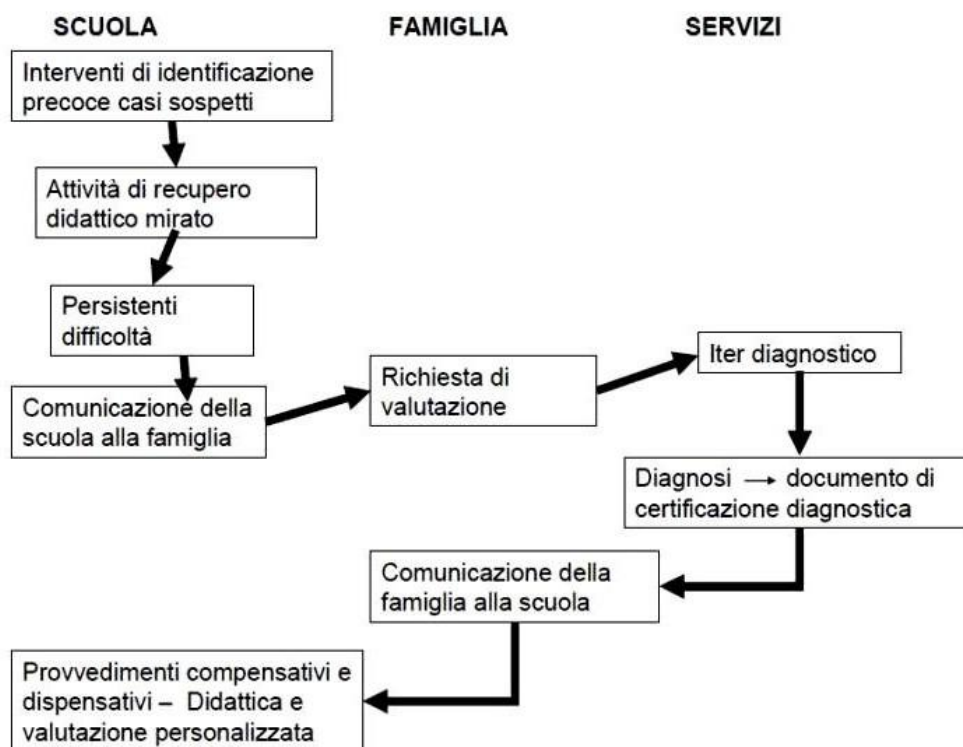 SCUOLA
FAMIGLIA
SERVIZI
Interventi di identificazione
precoce casi sospetti
Attività di recupero
didattico mirato
Persistenti
difficoltà
Comunicazione della
scuola alla famiglia
Richiesta di
valutazione
Iter diagnostico
Diagnosi → documento di
certificazione diagnostica
Comunicazione della
famiglia alla scuola
Provvedimenti compensativi e
dispensativi – Didattica e
valutazione personalizzata